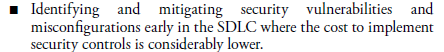 ■ Identifying and mitigating security vulnerabilities and
misconfigurations early in the SDLC where the cost to implement
security controls is considerably lower.